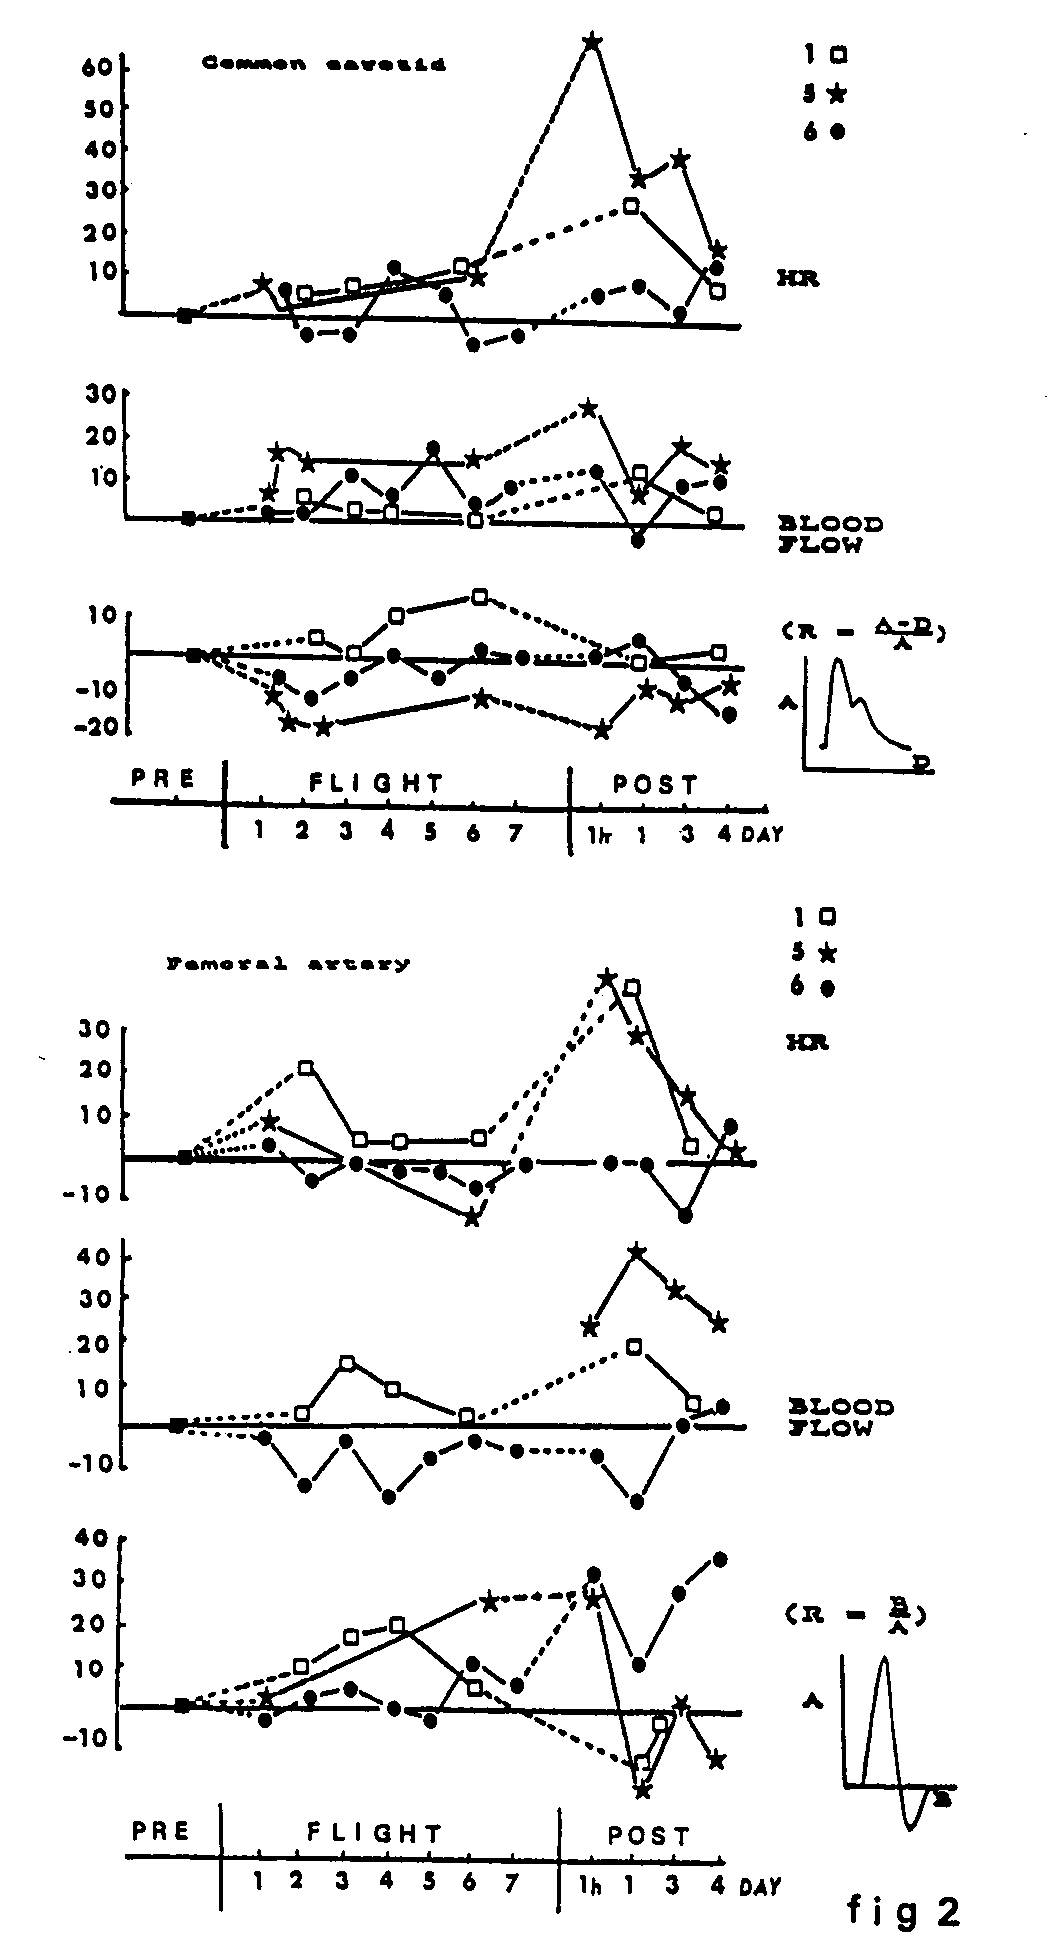 Common carotid
1 □
5 ★
6 ●
60
50
40
30
20
10
HR
30
20
10
BLOOD
FLOW
10
-10
-20
(R = A-D/A)
A
D
PRE FLIGHT POST
1 2 3 4 5 6 7 1h 1 3 4 DAY
1 □
5 ★
6 ●
Femoral artery
30
20
10
-10
HR
40
30
20
10
-10
BLOOD
FLOW
40
30
20
10
-10
(R = B/A)
A
B
PRE FLIGHT POST
1 2 3 4 5 6 7 1h 1 3 4 DAY
fig 2